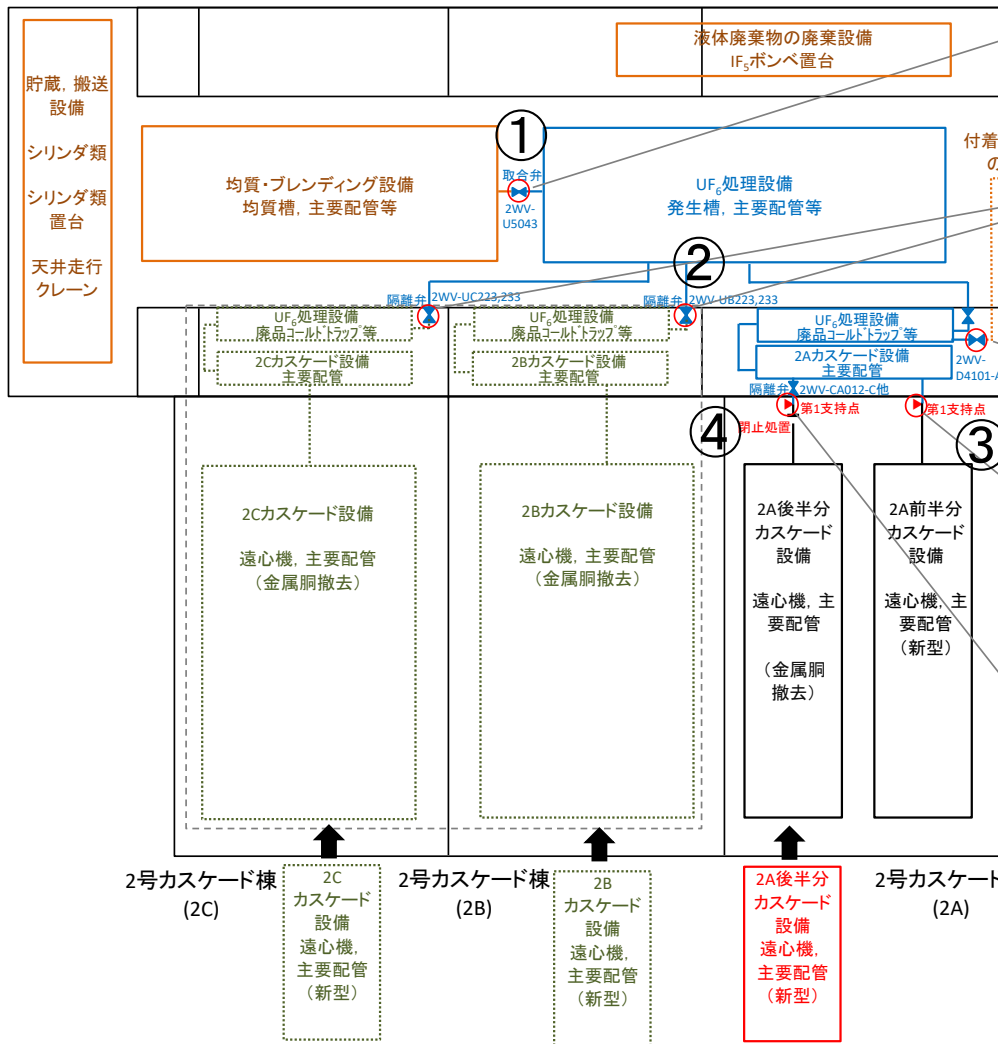 液体廃棄物の廃棄設備
IF₅ボンベ置台
貯蔵，搬送
設備
シリンダ類
シリンダ類
置台
天井走行
クレーン
①
均質・ブレンディング設備
均質槽，主要配管等
取合弁
2WV-
U5043
UF₆処理設備
発生槽，主要配管等
付着
の
②
隔離弁
2WV-UC223,233
隔離弁
2WV-UB223,233
UF₆処理設備
廃品コールドトラップ等
2Cカスケード設備
主要配管
UF₆処理設備
廃品コールドトラップ等
2Bカスケード設備
主要配管
UF₆処理設備
廃品コールドトラップ等
2Aカスケード設備
主要配管
2WV-
D4101-A
隔離弁
2WV-CA012-C他
第1支持点
閉止処置
第1支持点
④
③
2Cカスケード設備
遠心機，主要配管
（金属胴撤去）
2Bカスケード設備
遠心機，主要配管
（金属胴撤去）
2A後半分
カスケード
設備
遠心機，主
要配管
（金属胴
撤去）
2A前半分
カスケード
設備
遠心機，主
要配管
（新型）
2号カスケード棟
(2C)
2C
カスケード
設備
遠心機，
主要配管
（新型）
2号カスケード棟
(2B)
2B
カスケード
設備
遠心機，
主要配管
（新型）
2A後半分
カスケード
設備
遠心機，
主要配管
（新型）
2号カスケード
(2A)